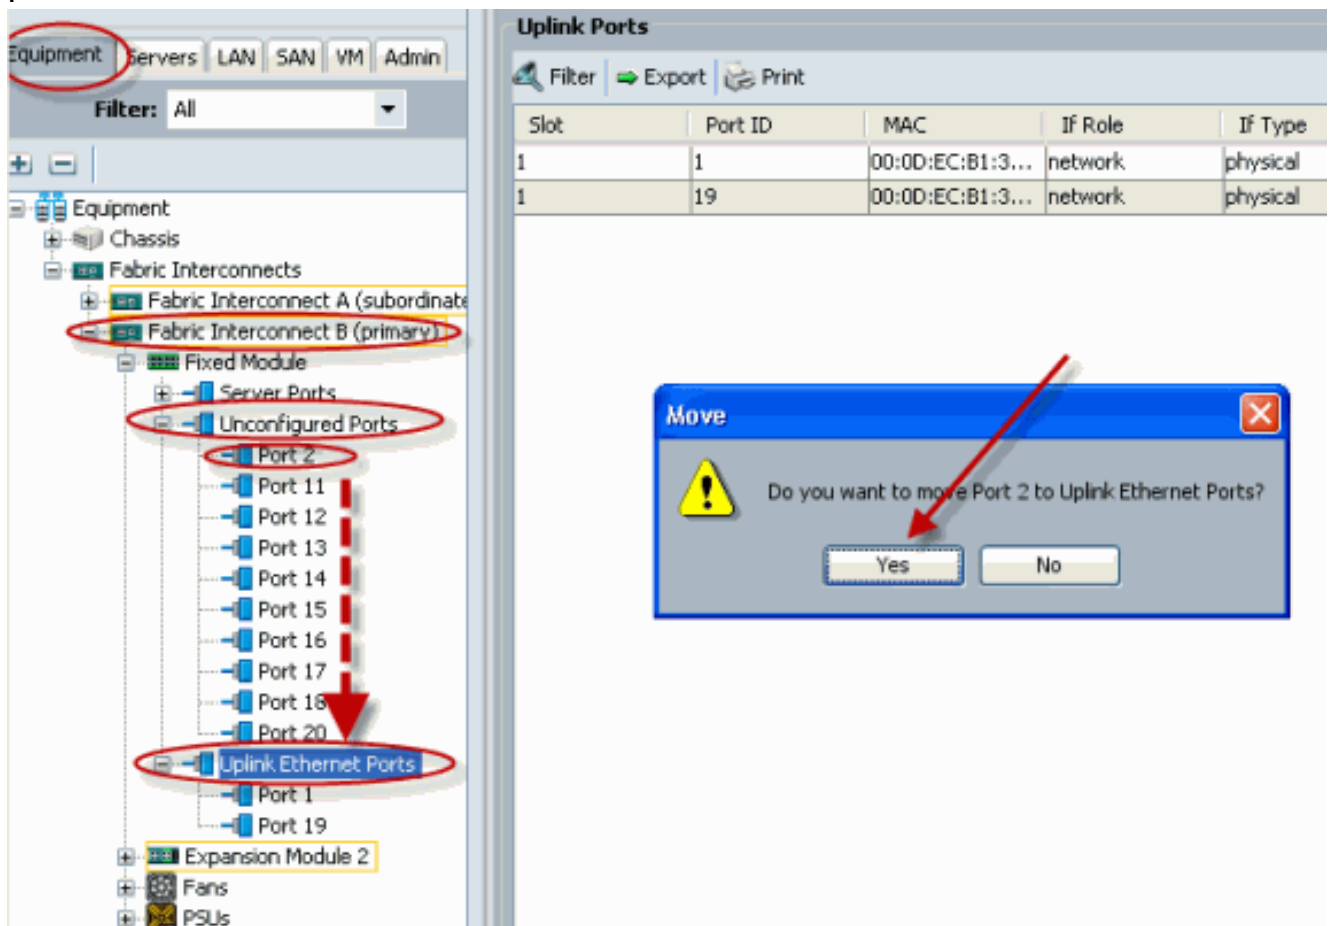 Equipment Servers LAN SAN VM Admin
Filter: All
Equipment
Chassis
Fabric Interconnects
Fabric Interconnect A (subordinate
Fabric Interconnect B (primary)
Fixed Module
Server Ports
Unconfigured Ports
Port 2
Port 11
Port 12
Port 13
Port 14
Port 15
Port 16
Port 17
Port 18
Port 20
Uplink Ethernet Ports
Port 1
Port 19
Expansion Module 2
Fans
PSUs
Uplink Ports
Filter Export Print
Slot Port ID MAC If Role If Type
1 1 00:0D:EC:B1:3... network physical
1 19 00:0D:EC:B1:3... network physical
Move
Do you want to move Port 2 to Uplink Ethernet Ports?
Yes No